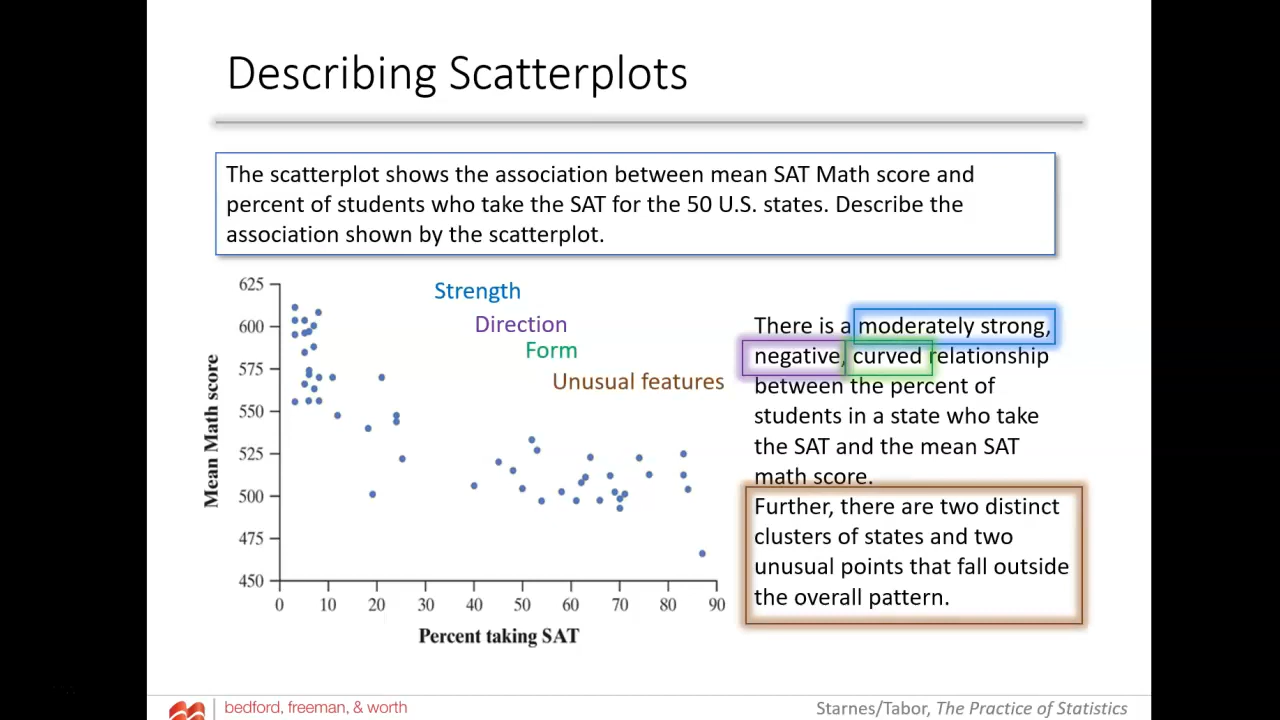 Describing Scatterplots
The scatterplot shows the association between mean SAT Math score and
percent of students who take the SAT for the 50 U.S. states. Describe the
association shown by the scatterplot.
Strength
Direction
Form
Unusual features
625
600
575
550
525
500
475
450
Mean Math score
0 10 20 30 40 50 60 70 80 90
Percent taking SAT
There is a moderately strong,
negative, curved relationship
between the percent of
students in a state who take
the SAT and the mean SAT
math score.
Further, there are two distinct
clusters of states and two
unusual points that fall outside
the overall pattern.
bedford, freeman, & worth
Starnes/Tabor, The Practice of Statistics